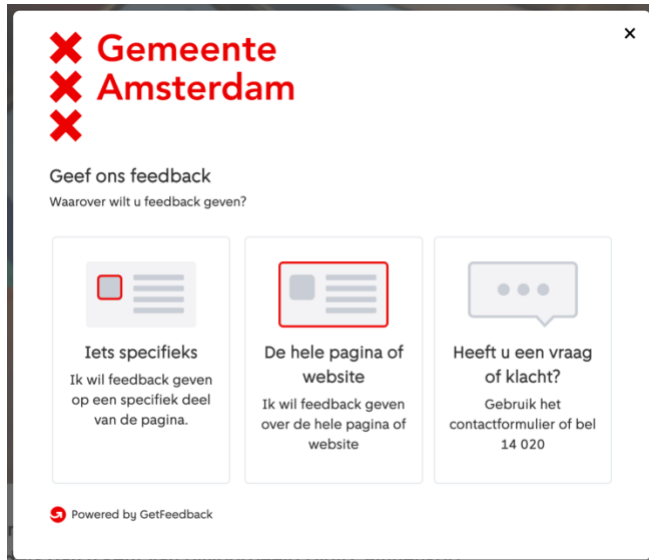 Gemeente
Amsterdam
Geef ons feedback
Waarover wilt u feedback geven?
Iets specifieks
Ik wil feedback geven
op een specifiek deel
van de pagina.
De hele pagina of
website
Ik wil feedback geven
over de hele pagina of
website
Heeft u een vraag
of klacht?
Gebruik het
contactformulier of bel
14 020
Powered by GetFeedback